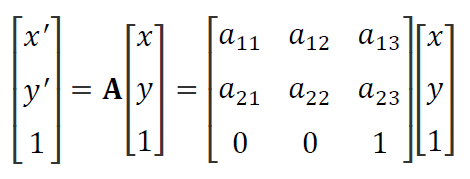 [x′ y′ 1] = A [x y 1] = [a₁₁ a₁₂ a₁₃; a₂₁ a₂₂ a₂₃; 0 0 1] [x y 1]